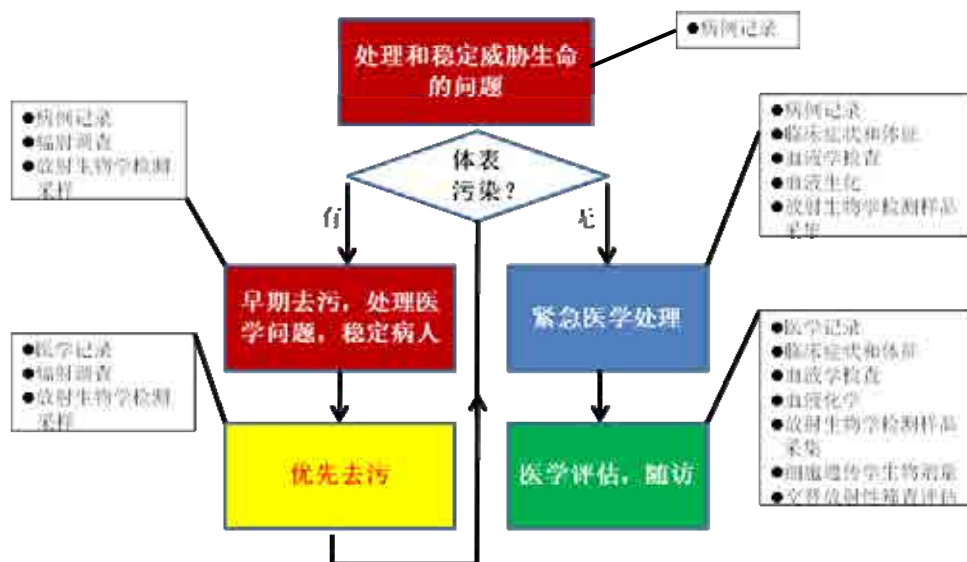 处理和稳定威胁生命
的问题
●病例记录
●病例记录
●辐射调查
●放射生物学检测
采样
体表
污染？
有
无
●病例记录
●临床症状和体征
●血液学检查
●血液生化
●放射生物学检测样品
采集
早期去污，处理医
学问题，稳定病人
紧急医学处理
●医学记录
●辐射调查
●放射生物学检测
采样
●医学记录
●临床症状和体征
●血液学检查
●血液化学
●放射生物学检测样品
采集
●细胞遗传学生物剂量
放射性筛查评估
优先去污
医学评估，随访